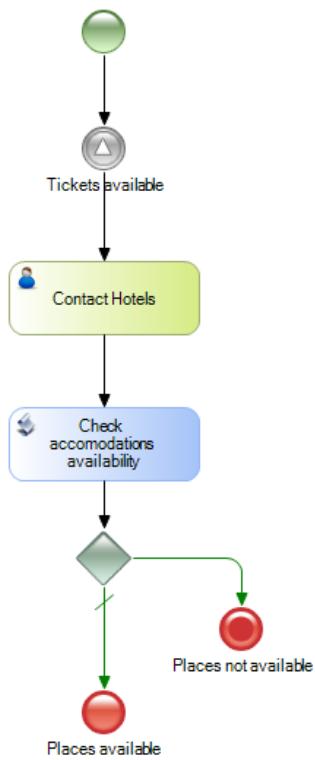 Tickets available
Contact Hotels
Check
accomodations
availability
Places not available
Places available